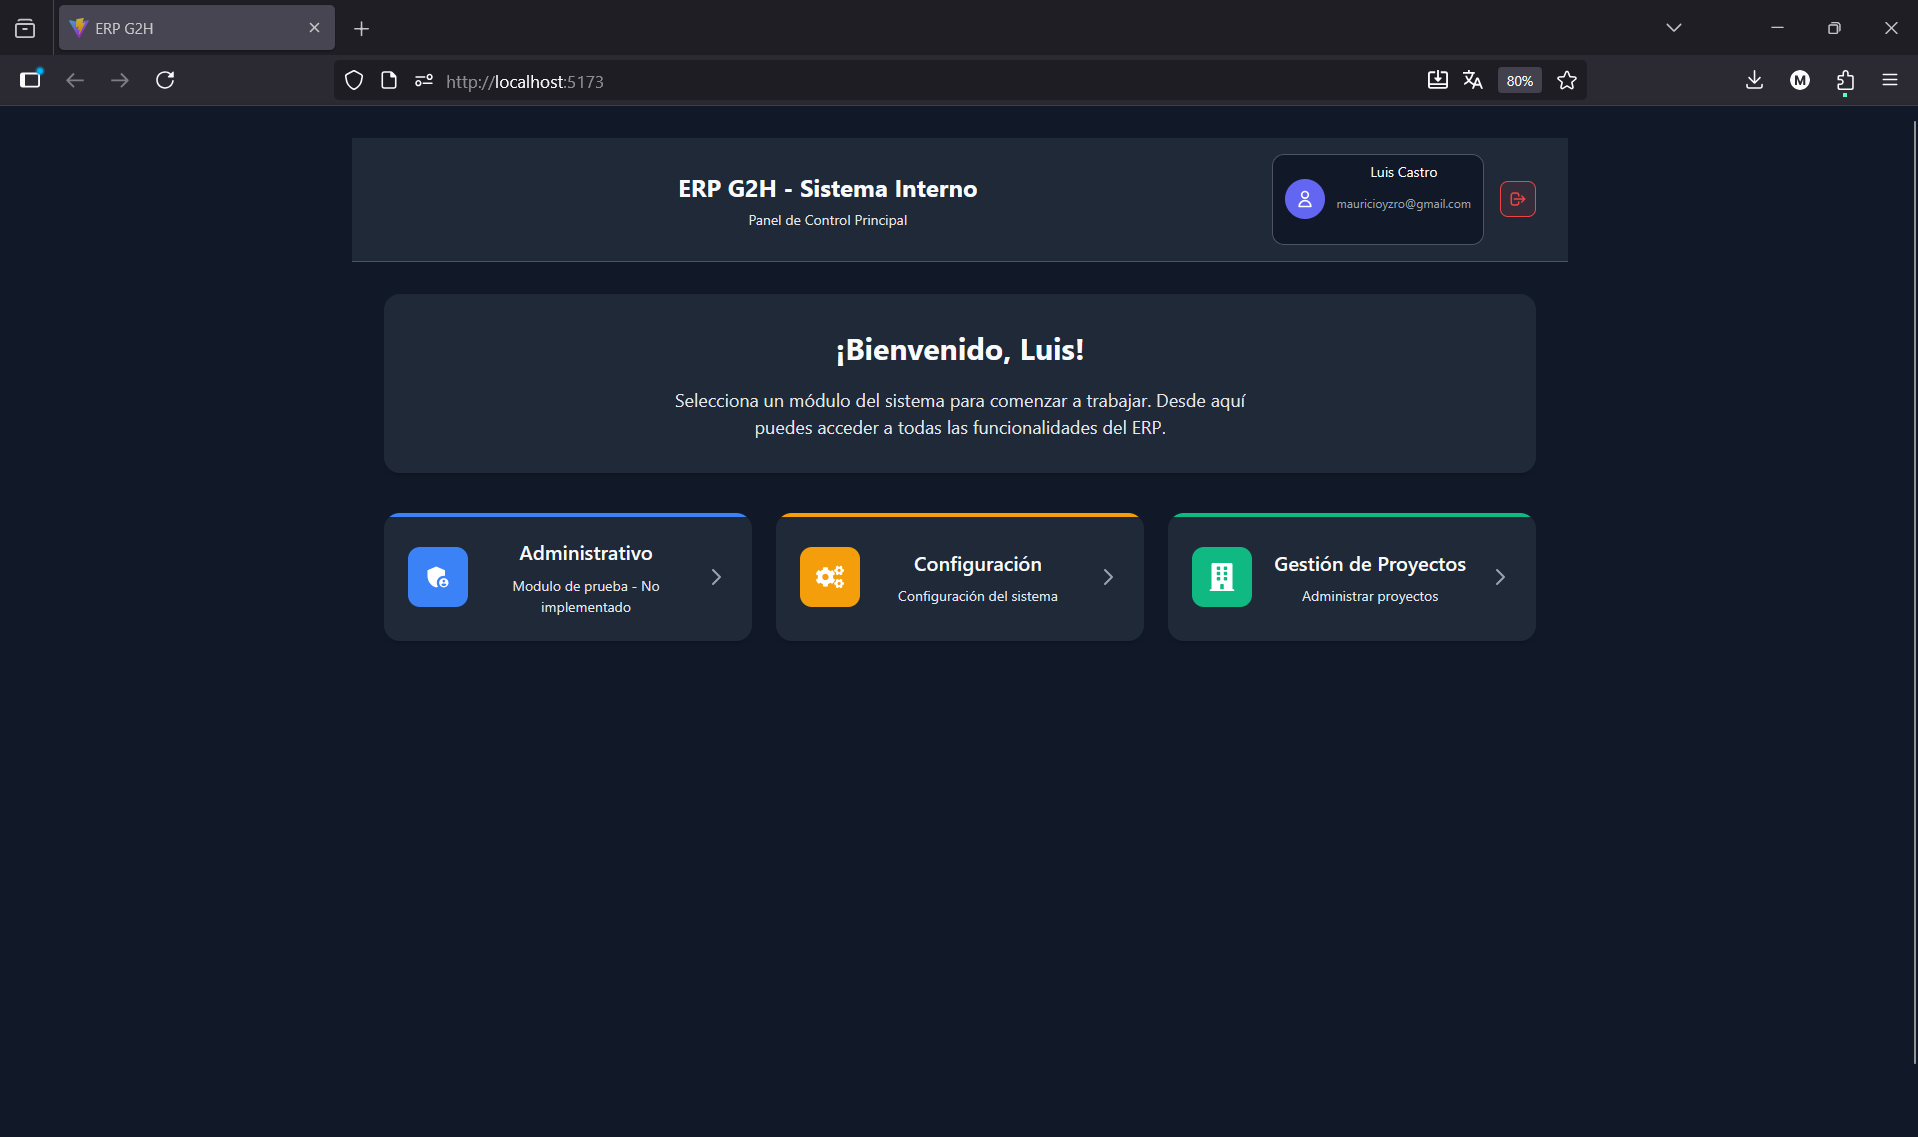 ERP G2H
http://localhost:5173
80%
M
ERP G2H - Sistema Interno
Panel de Control Principal
Luis Castro
mauricioyzro@gmail.com
¡Bienvenido, Luis!
Selecciona un módulo del sistema para comenzar a trabajar. Desde aquí
puedes acceder a todas las funcionalidades del ERP.
Administrativo
Modulo de prueba - No
implementado
Configuración
Configuración del sistema
Gestión de Proyectos
Administrar proyectos